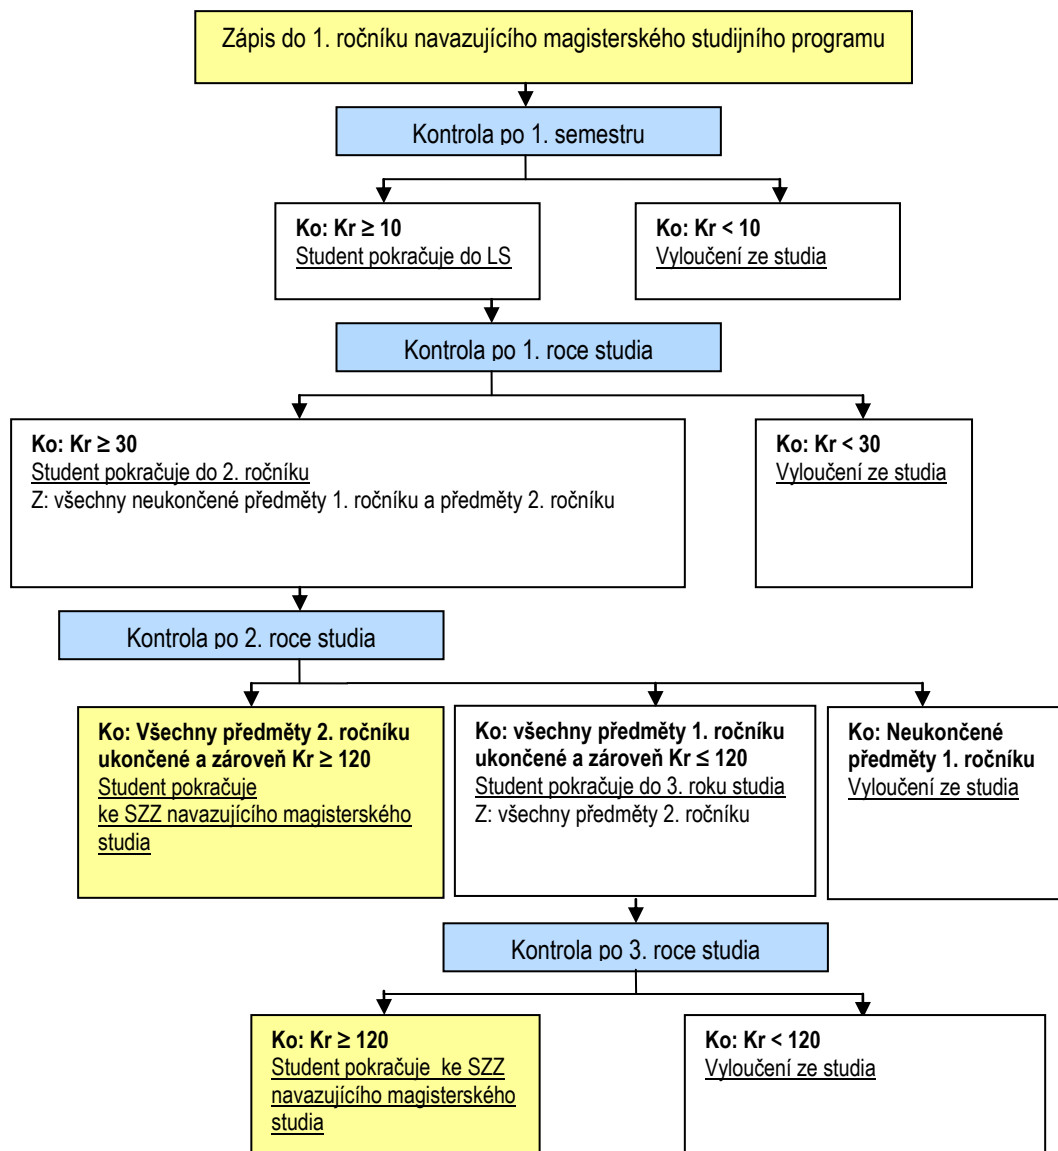 Zápis do 1. ročníku navazujícího magisterského studijního programu
Kontrola po 1. semestru
Ko: Kr ≥ 10
Student pokračuje do LS
Ko: Kr < 10
Vyloučení ze studia
Kontrola po 1. roce studia
Ko: Kr ≥ 30
Student pokračuje do 2. ročníku
Z: všechny neukončené předměty 1. ročníku a předměty 2. ročníku
Ko: Kr < 30
Vyloučení ze studia
Kontrola po 2. roce studia
Ko: Všechny předměty 2. ročníku
ukončené a zároveň Kr ≥ 120
Student pokračuje
ke SZZ navazujícího magisterského
studia
Ko: všechny předměty 1. ročníku
ukončené a zároveň Kr ≤ 120
Student pokračuje do 3. roku studia
Z: všechny předměty 2. ročníku
Ko: Neukončené
předměty 1. ročníku
Vyloučení ze studia
Kontrola po 3. roce studia
Ko: Kr ≥ 120
Student pokračuje  ke SZZ
navazujícího magisterského
studia
Ko: Kr < 120
Vyloučení ze studia